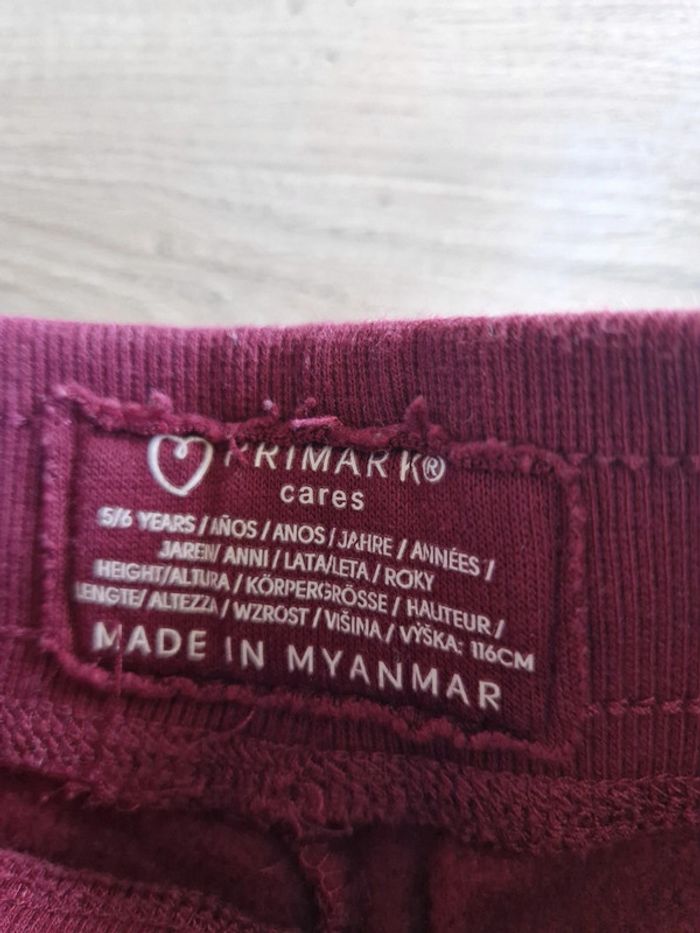 PRIMARK®
cares
5/6 YEARS / AÑOS / ANOS / JAHRE / ANNÉES /
JAREN/ ANNI / LATA/LETA / ROKY
HEIGHT/ALTURA / KÖRPERGRÖSSE / HAUTEUR /
LENGTE/ ALTEZZA / WZROST / VIŠINA / VÝŠKA: 116CM
MADE IN MYANMAR